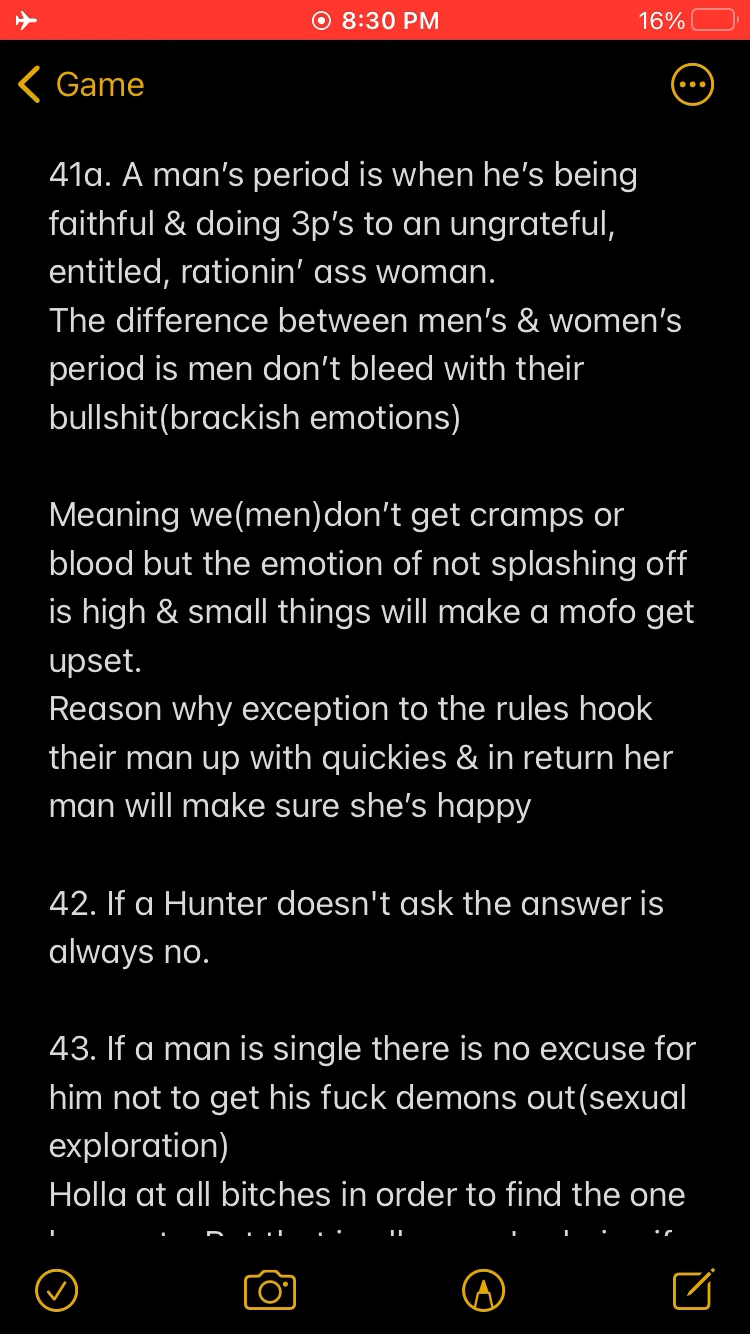 8:30 PM
16%
Game
41a. A man’s period is when he’s being
faithful & doing 3p’s to an ungrateful,
entitled, rationin’ ass woman.
The difference between men’s & women’s
period is men don’t bleed with their
bullshit(brackish emotions)
Meaning we(men)don’t get cramps or
blood but the emotion of not splashing off
is high & small things will make a mofo get
upset.
Reason why exception to the rules hook
their man up with quickies & in return her
man will make sure she’s happy
42. If a Hunter doesn't ask the answer is
always no.
43. If a man is single there is no excuse for
him not to get his fuck demons out(sexual
exploration)
Holla at all bitches in order to find the one